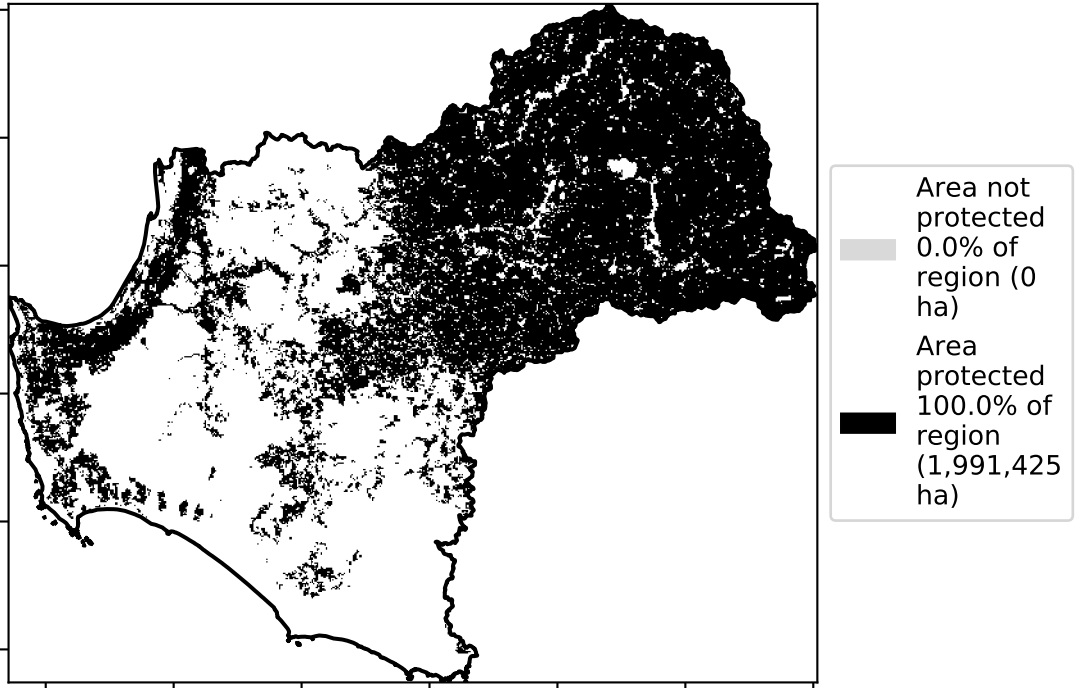 Area not
protected
0.0% of
region (0
ha)
Area
protected
100.0% of
region
(1,991,425
ha)